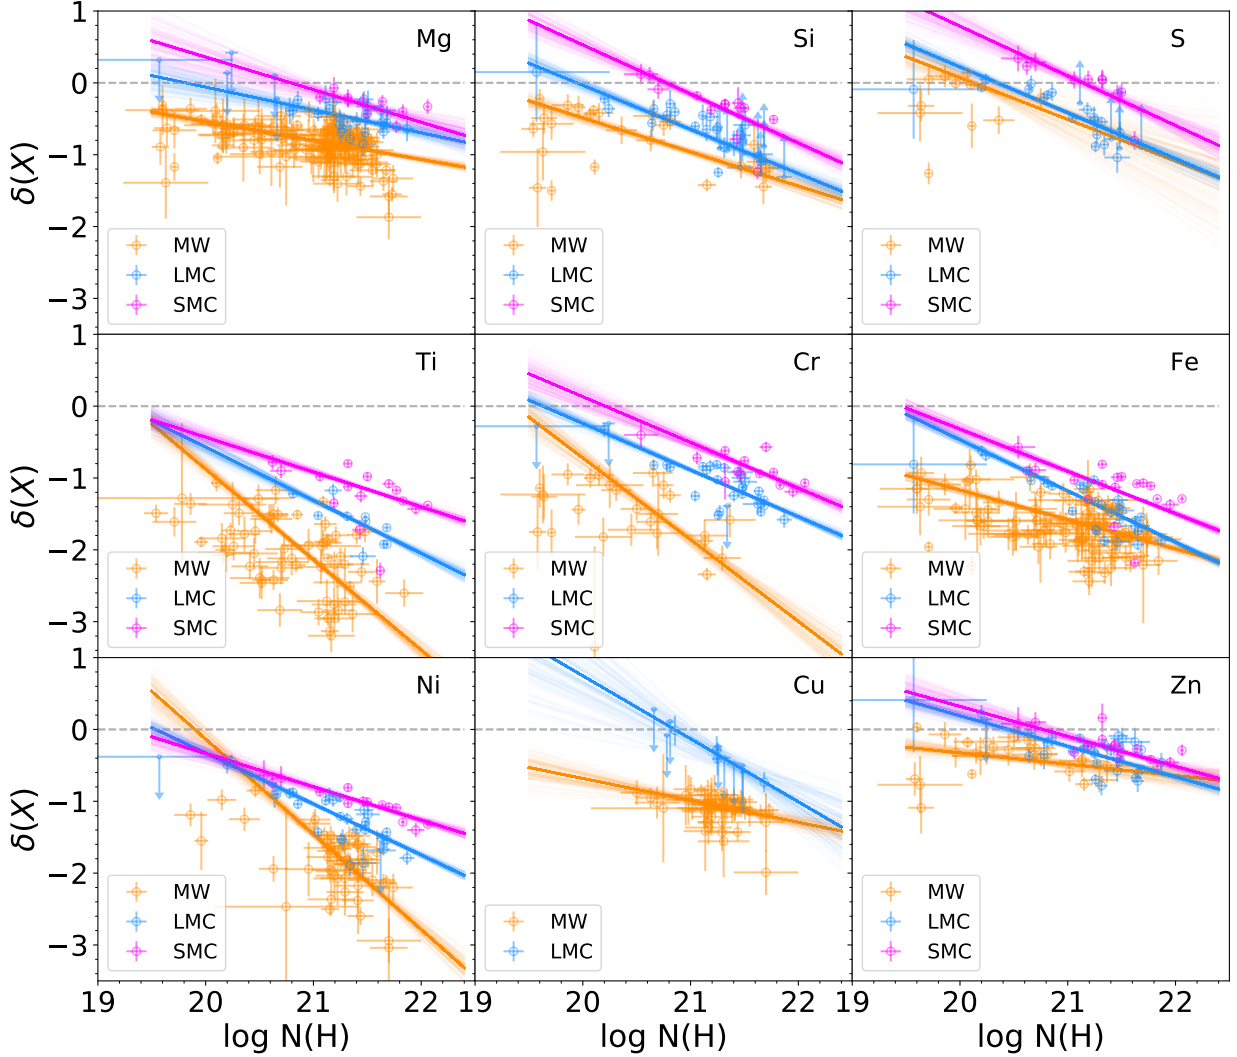 1
0
−1
−2
−3
δ(X)
Mg
MW
LMC
SMC
Si
MW
LMC
SMC
S
MW
LMC
SMC
1
0
−1
−2
−3
δ(X)
Ti
MW
LMC
SMC
Cr
MW
LMC
SMC
Fe
MW
LMC
SMC
1
0
−1
−2
−3
δ(X)
Ni
MW
LMC
SMC
Cu
MW
LMC
Zn
MW
LMC
SMC
19 20 21 22 19 20 21 22 19 20 21 22
log N(H) log N(H) log N(H)